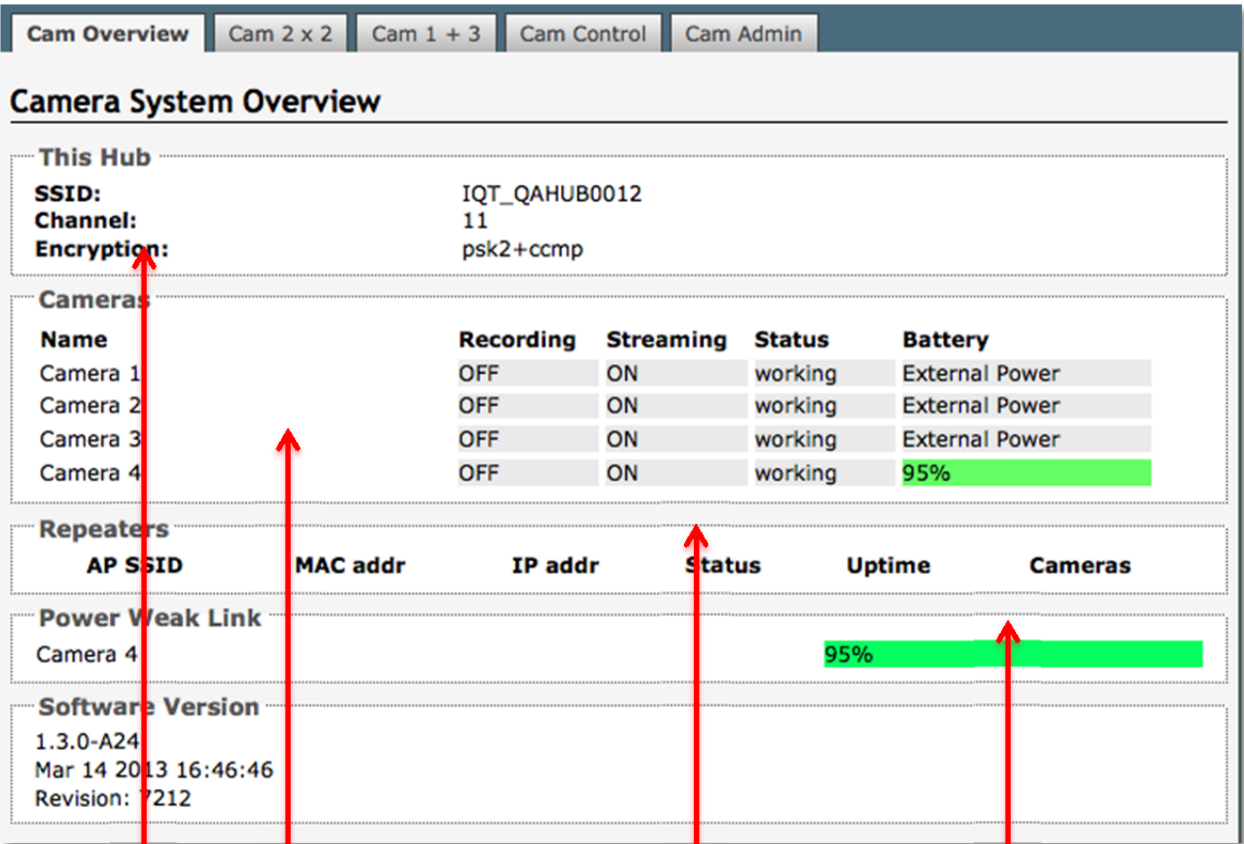 Cam Overview Cam 2 x 2 Cam 1 + 3 Cam Control Cam Admin
Camera System Overview
This Hub
SSID: IQT_QAHUB0012
Channel: 11
Encryption: psk2+ccmp
Cameras
Name Recording Streaming Status Battery
Camera 1 OFF ON working External Power
Camera 2 OFF ON working External Power
Camera 3 OFF ON working External Power
Camera 4 OFF ON working 95%
Repeaters
AP SSID MAC addr IP addr Status Uptime Cameras
Power Weak Link
Camera 4 95%
Software Version
1.3.0-A24
Mar 14 2013 16:46:46
Revision: 7212